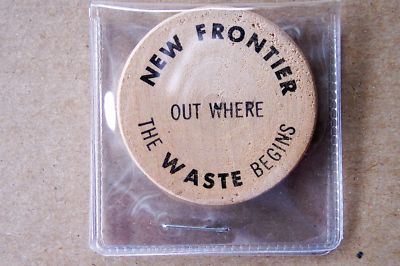 NEW FRONTIER
OUT WHERE
THE WASTE BEGINS